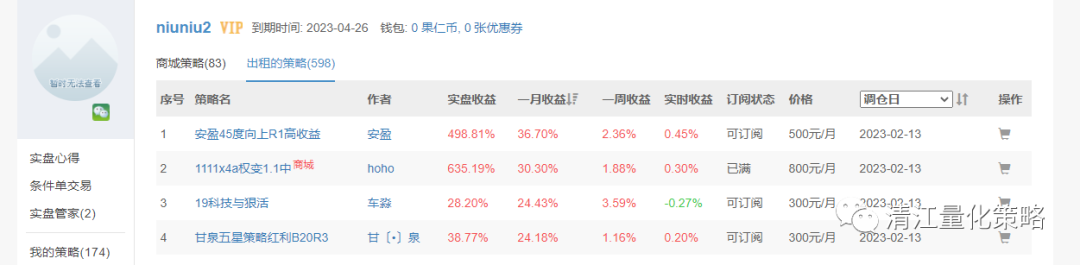 niuniu2 VIP 到期时间: 2023-04-26 钱包: 0 果仁币, 0 张优惠券
商城策略(83) 出租的策略(598)
序号 策略名 作者 实盘收益 一月收益 一周收益 实时收益 订阅状态 价格 调仓日 操作
1 安盈45度向上R1高收益 安盈 498.81% 36.70% 2.36% 0.45% 可订阅 500元/月 2023-02-13
2 1111x4a权变1.1中 商城 hoho 635.19% 30.30% 1.88% 0.30% 已满 800元/月 2023-02-13
3 19科技与狠活 车焱 28.20% 24.43% 3.59% -0.27% 可订阅 300元/月 2023-02-13
4 甘泉五星策略红利B20R3 甘〔•〕泉 38.77% 24.18% 1.16% 0.20% 可订阅 300元/月 2023-02-13
暂时无法查看
实盘心得
条件单交易
实盘管家(2)
我的策略(174)
清江量化策略